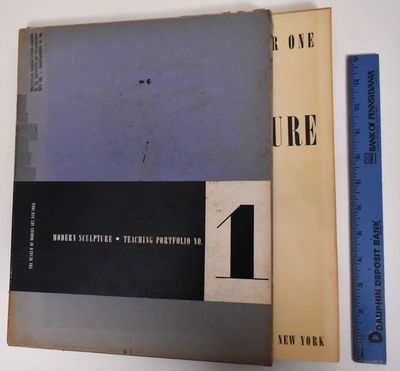 THE MUSEUM OF MODERN ART NEW YORK
MODERN SCULPTURE • TEACHING PORTFOLIO NO.
1
R ONE
URE
NEW YORK
BANK OF PENNSYLVANIA
DAUPHIN DEPOSIT BANK